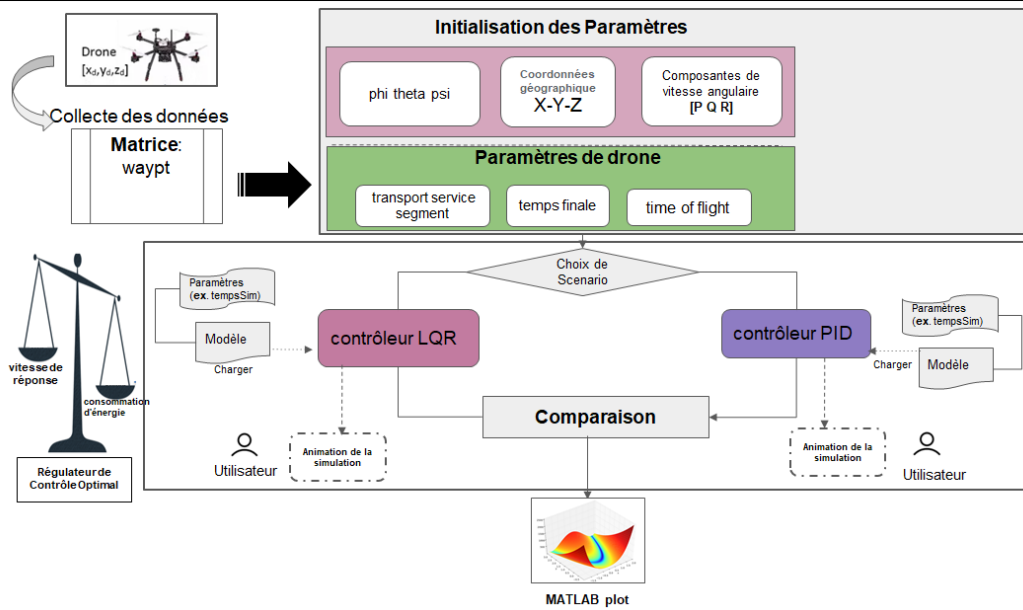 Initialisation des Paramètres
Drone
[xd,yd,zd]
Collecte des données
Matrice:
waypt
phi theta psi
Coordonnées
géographique
X-Y-Z
Composantes de
vitesse angulaire
[P Q R]
Paramètres de drone
transport service
segment
temps finale
time of flight
Choix de
Scenario
Paramètres
(ex. tempsSim)
Modèle
Charger
contrôleur LQR
contrôleur PID
Paramètres
(ex. tempsSim)
Modèle
Charger
vitesse de
réponse
consommation
d'énergie
Régulateur de
Contrôle Optimal
Comparaison
Animation de la
simulation
Utilisateur
Animation de la
simulation
Utilisateur
MATLAB plot